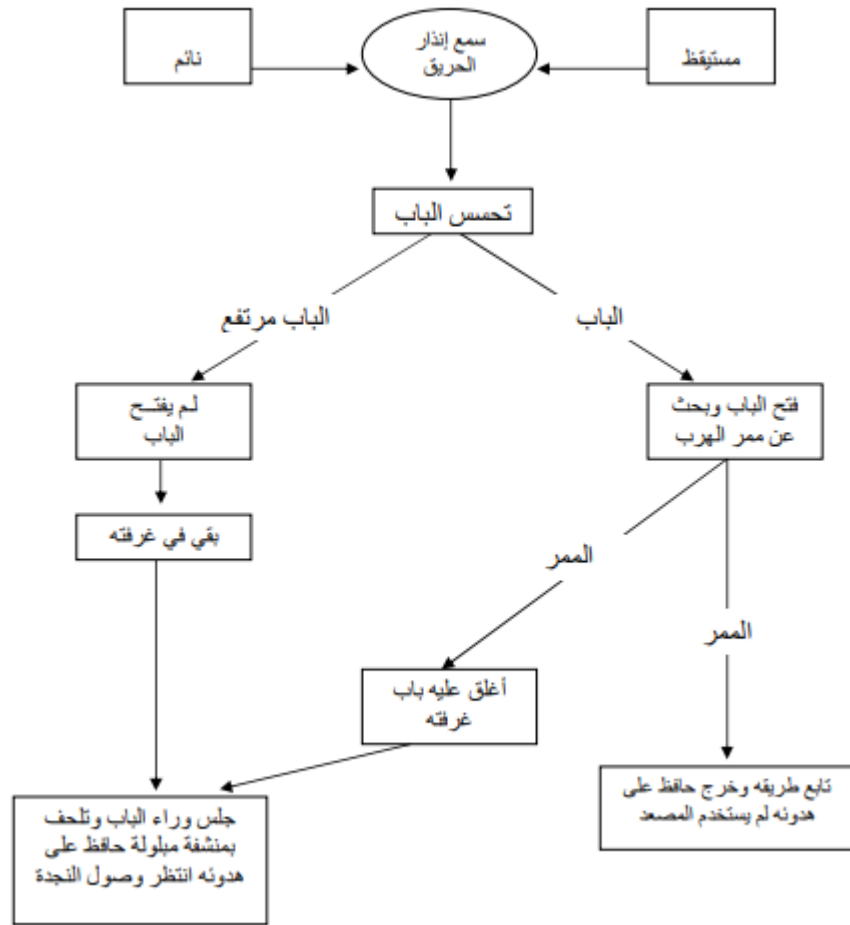 سمع إنذار
الحريق
مستيقظ
نائم
تحسس الباب
الباب
الباب مرتفع
فتح الباب وبحث
عن ممر الهرب
لم يفتــح
الباب
بقي في غرفته
الممر
الممر
أغلق عليه باب
غرفته
تابع طريقه وخرج حافظ على
هدوئه لم يستخدم المصعد
جلس وراء الباب وتلحف
بمنشفة مبلولة حافظ على
هدوئه انتظر وصول النجدة